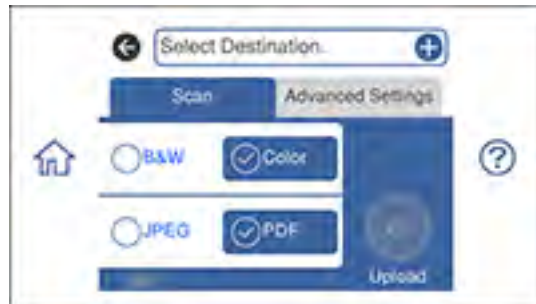 Select Destination.
Scan Advanced Settings
B&W Color
JPEG PDF
Upload